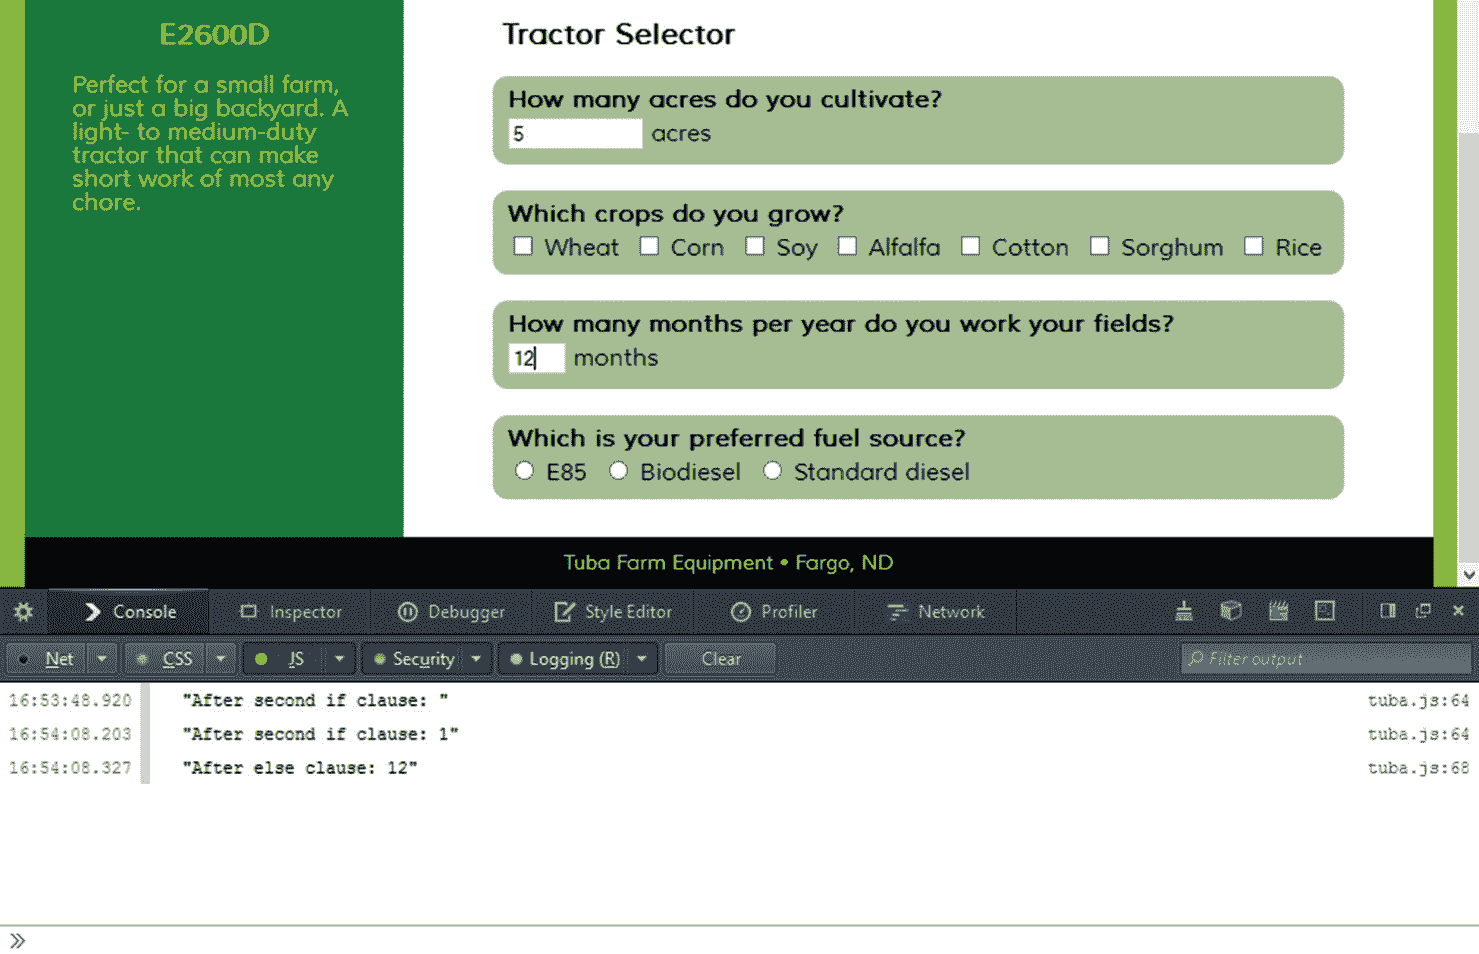 E2600D
Perfect for a small farm,
or just a big backyard. A
light- to medium-duty
tractor that can make
short work of most any
chore.
Tractor Selector
How many acres do you cultivate?
5 acres
Which crops do you grow?
Wheat Corn Soy Alfalfa Cotton Sorghum Rice
How many months per year do you work your fields?
12 months
Which is your preferred fuel source?
E85 Biodiesel Standard diesel
Tuba Farm Equipment • Fargo, ND
Console Inspector Debugger Style Editor Profiler Network
Net CSS JS Security Logging (R) Clear Filter output
16:53:48.920 "After second if clause: " tuba.js:64
16:54:08.203 "After second if clause: 1" tuba.js:64
16:54:08.327 "After else clause: 12" tuba.js:68